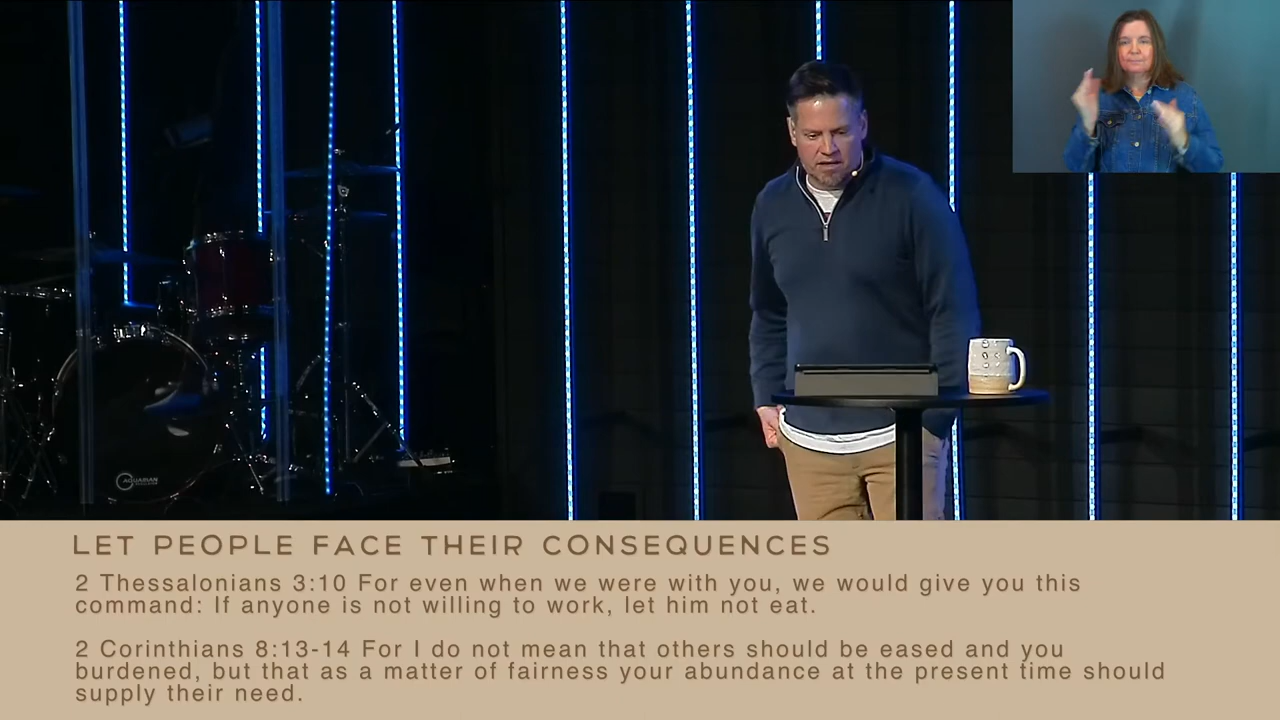 AQUARIAN
LET PEOPLE FACE THEIR CONSEQUENCES
2 Thessalonians 3:10 For even when we were with you, we would give you this
command: If anyone is not willing to work, let him not eat.
2 Corinthians 8:13-14 For I do not mean that others should be eased and you
burdened, but that as a matter of fairness your abundance at the present time should
supply their need.